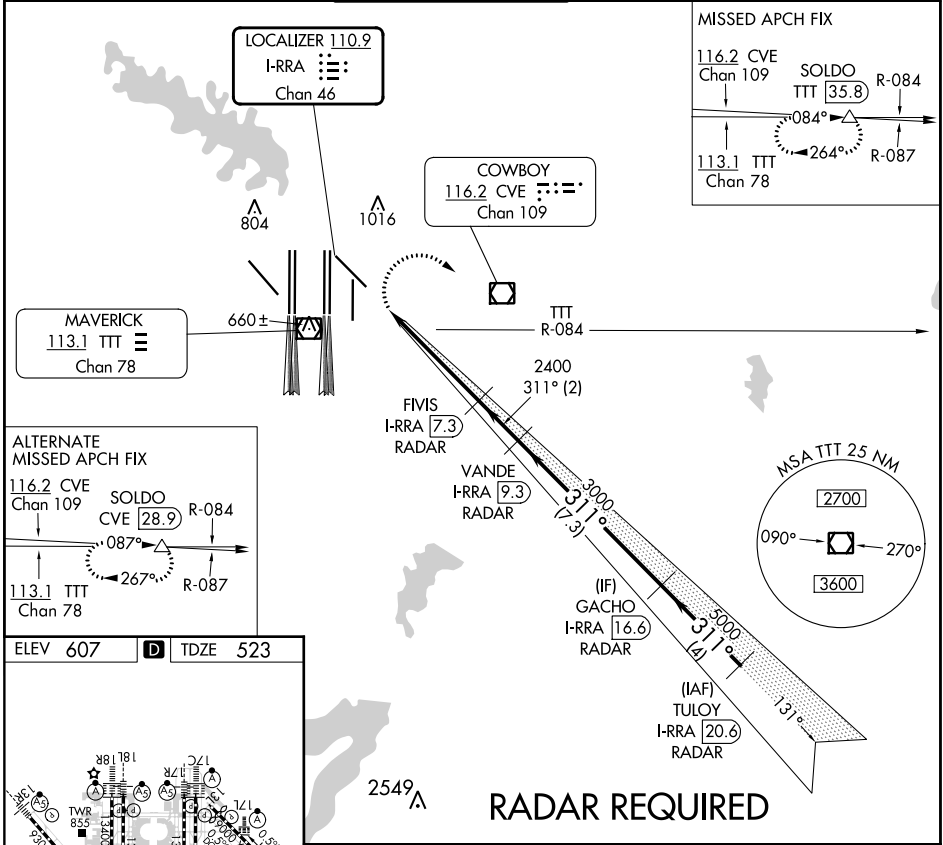 LOCALIZER 110.9
I-RRA
Chan 46
MISSED APCH FIX
116.2 CVE
Chan 109
SOLDO
TTT 35.8
R-084
084°
264°
R-087
113.1 TTT
Chan 78
COWBOY
116.2 CVE
Chan 109
804
1016
MAVERICK
113.1 TTT
Chan 78
660±
TTT
R-084
2400
311° (2)
FIVIS
I-RRA 7.3
RADAR
VANDE
I-RRA 9.3
RADAR
3000
311°
(7.3)
(IF)
GACHO
I-RRA 16.6
RADAR
5000
311°
(4)
(IAF)
TULOY
I-RRA 20.6
RADAR
131°
MSA TTT 25 NM
2700
090°
270°
3600
ALTERNATE
MISSED APCH FIX
116.2 CVE
Chan 109
SOLDO
CVE 28.9
R-084
087°
267°
R-087
113.1 TTT
Chan 78
ELEV 607
D
TDZE 523
18R
18L
17R
17C
17L
A
A5
A5
A
A
A5
P
P
P
P
TWR
855
2549
RADAR REQUIRED